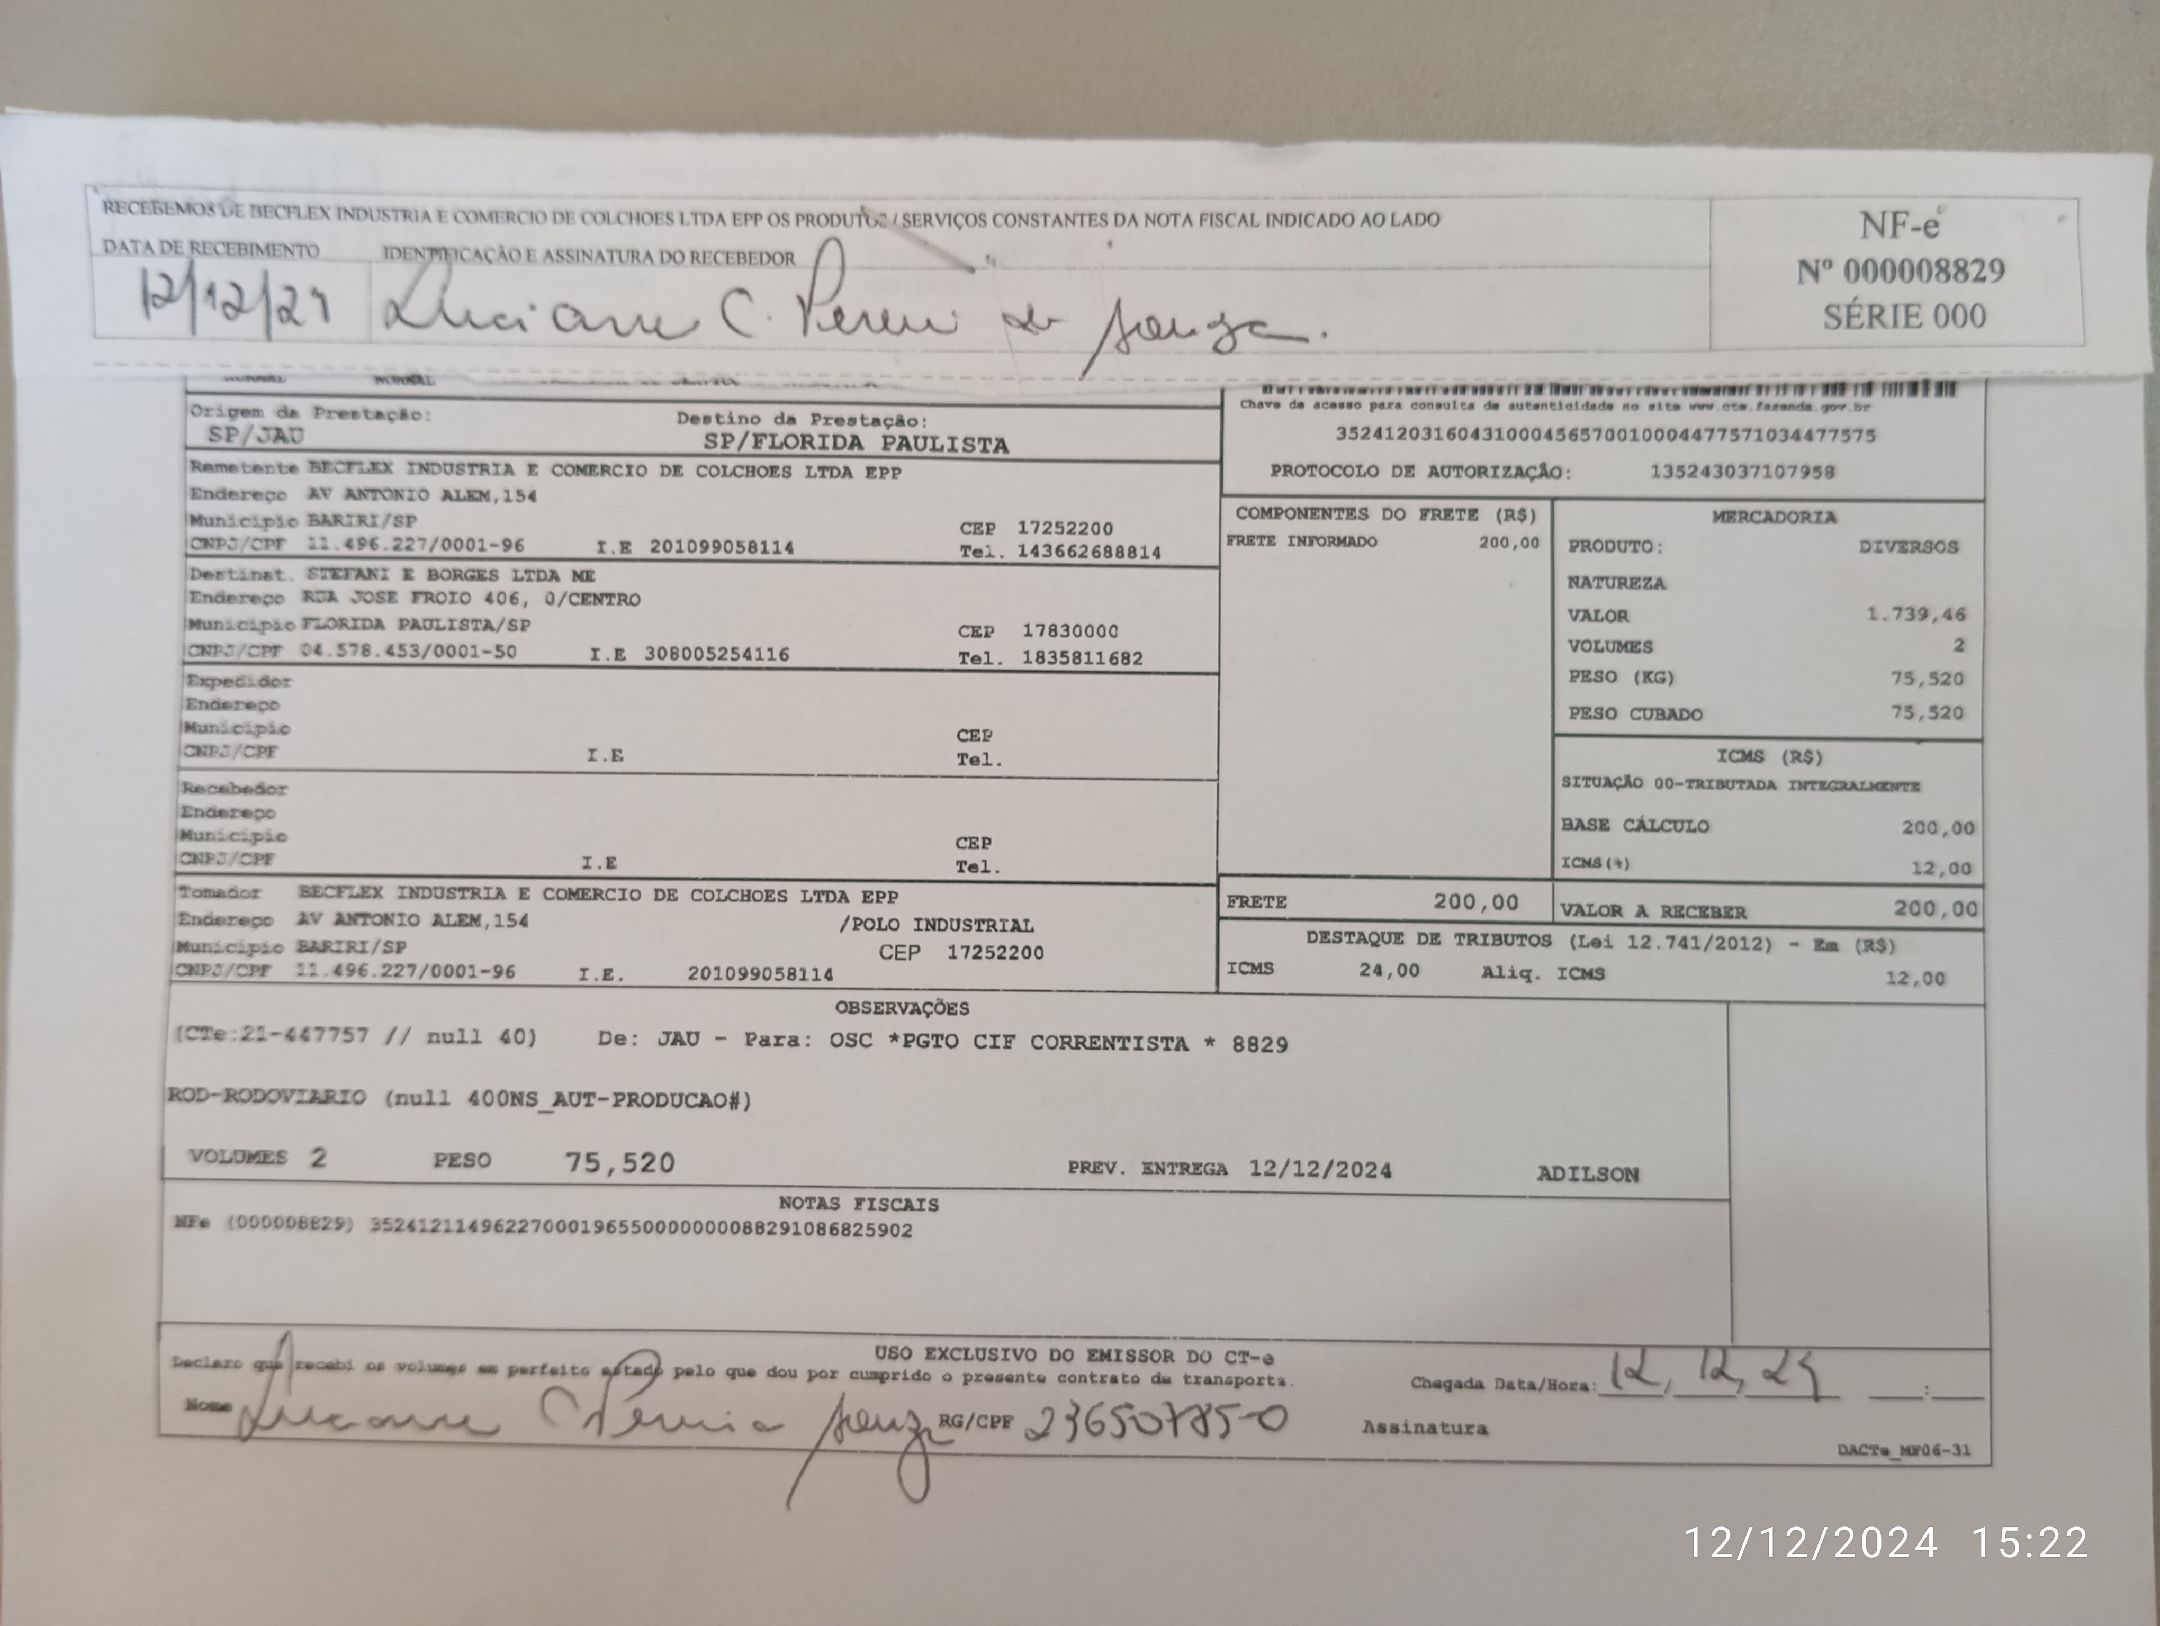 RECEBEMOS DE BECFLEX INDUSTRIA E COMERCIO DE COLCHOES LTDA EPP OS PRODUTOS / SERVIÇOS CONSTANTES DA NOTA FISCAL INDICADO AO LADO
DATA DE RECEBIMENTO IDENTIFICAÇÃO E ASSINATURA DO RECEBEDOR
12/12/24 Luciane C. Pereira de Souza.
NF-e
Nº 000008829
SÉRIE 000
NORMAL NORMAL
Origem da Prestação: Destino da Prestação:
SP/JAU SP/FLORIDA PAULISTA
Remetente BECFLEX INDUSTRIA E COMERCIO DE COLCHOES LTDA EPP
Endereço AV ANTONIO ALEM,154
Município BARIRI/SP CEP 17252200
CNPJ/CPF 11.496.227/0001-96 I.E 201099058114 Tel. 143662688814
Destinat. STEFANI E BORGES LTDA ME
Endereço RUA JOSE FROIO 406, 0/CENTRO
Município FLORIDA PAULISTA/SP CEP 17830000
CNPJ/CPF 04.578.453/0001-50 I.E 308005254116 Tel. 1835811682
Expedidor
Endereço
Município CEP
CNPJ/CPF I.E Tel.
Recebedor
Endereço
Município CEP
CNPJ/CPF I.E Tel.
Tomador BECFLEX INDUSTRIA E COMERCIO DE COLCHOES LTDA EPP
Endereço AV ANTONIO ALEM,154 /POLO INDUSTRIAL
Município BARIRI/SP CEP 17252200
CNPJ/CPF 11.496.227/0001-96 I.E. 201099058114
Chave de acesso para consulta de autenticidade no site www.cte.fazenda.gov.br
35241203160431000456570010004477571034477575
PROTOCOLO DE AUTORIZAÇÃO: 135243037107958
COMPONENTES DO FRETE (R$)
FRETE INFORMADO 200,00
MERCADORIA
PRODUTO: DIVERSOS
NATUREZA
VALOR 1.739,46
VOLUMES 2
PESO (KG) 75,520
PESO CUBADO 75,520
ICMS (R$)
SITUAÇÃO 00-TRIBUTADA INTEGRALMENTE
BASE CÁLCULO 200,00
ICMS(%) 12,00
FRETE 200,00 VALOR A RECEBER 200,00
DESTAQUE DE TRIBUTOS (Lei 12.741/2012) - Em (R$)
ICMS 24,00 Aliq. ICMS 12,00
OBSERVAÇÕES
(CTe:21-447757 // null 40) De: JAU - Para: OSC *PGTO CIF CORRENTISTA * 8829
ROD-RODOVIARIO (null 400NS_AUT-PRODUCAO#)
VOLUMES 2 PESO 75,520 PREV. ENTREGA 12/12/2024 ADILSON
NOTAS FISCAIS
NFe (000008829) 35241211496227000196550000000088291086825902
USO EXCLUSIVO DO EMISSOR DO CT-e
Declaro que recebi os volumes em perfeito estado pelo que dou por cumprido o presente contrato de transporte.
Chegada Data/Hora: 12, 12, 24 :
Nome Luciane C Pereira Souza RG/CPF 23650785-0 Assinatura
DACTe_MF06-31
12/12/2024 15:22